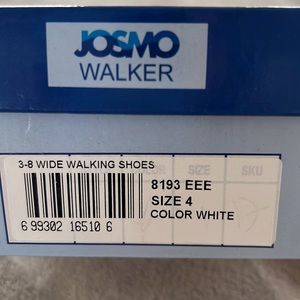 JOSMO
WALKER
COLOR SIZE SKU
3-8 WIDE WALKING SHOES
8193 EEE
SIZE 4
COLOR WHITE
6 99302 16510 6